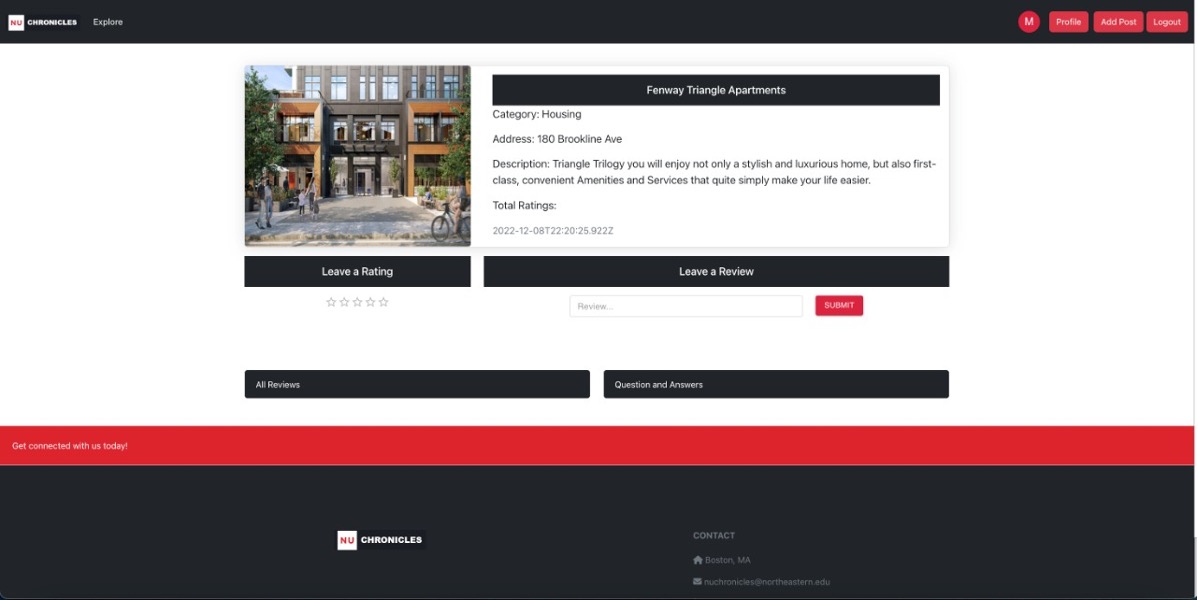 NU CHRONICLES Explore M Profile Add Post Logout
Fenway Triangle Apartments
Category: Housing
Address: 180 Brookline Ave
Description: Triangle Trilogy you will enjoy not only a stylish and luxurious home, but also first-
class, convenient Amenities and Services that quite simply make your life easier.
Total Ratings:
2022-12-08T22:20:25.922Z
Leave a Rating
Leave a Review
Review...
SUBMIT
All Reviews
Question and Answers
Get connected with us today!
NU CHRONICLES
CONTACT
Boston, MA
nuchronicles@northeastern.edu